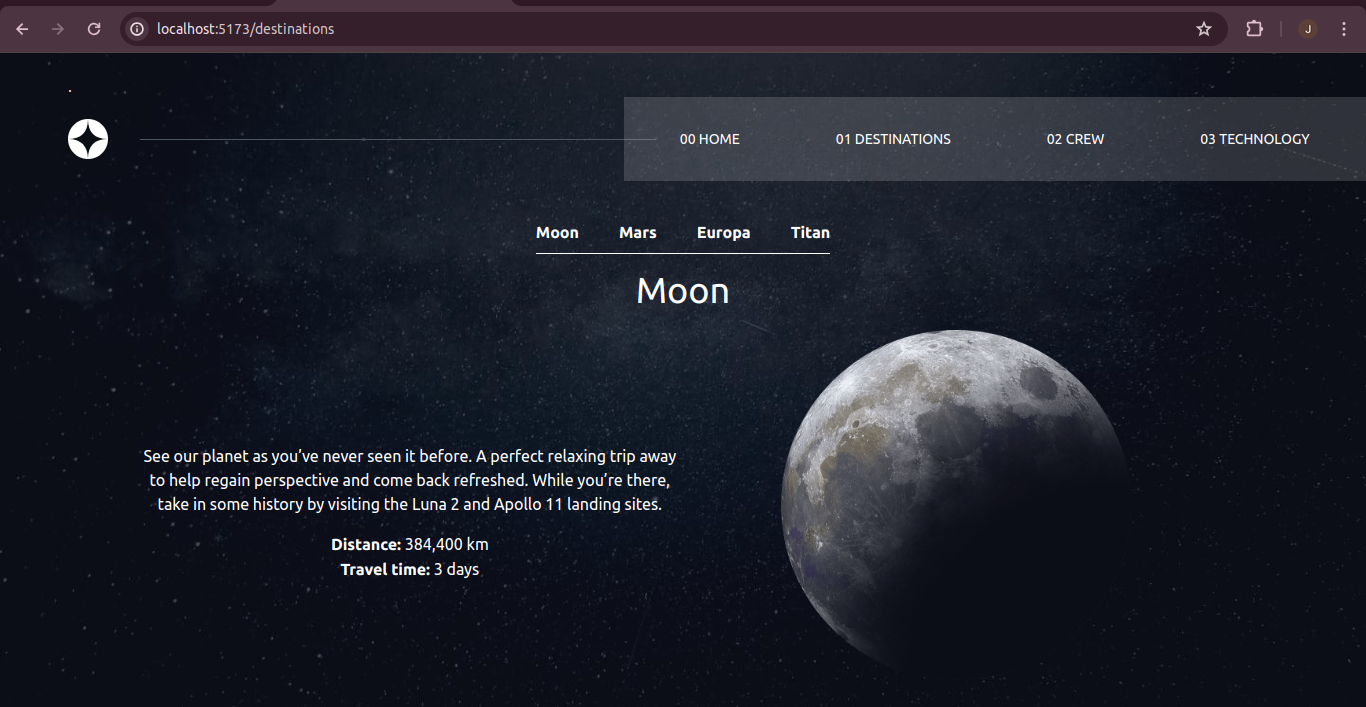 localhost:5173/destinations
J
.
00 HOME 01 DESTINATIONS 02 CREW 03 TECHNOLOGY
Moon Mars Europa Titan
Moon
See our planet as you’ve never seen it before. A perfect relaxing trip away
to help regain perspective and come back refreshed. While you’re there,
take in some history by visiting the Luna 2 and Apollo 11 landing sites.
Distance: 384,400 km
Travel time: 3 days